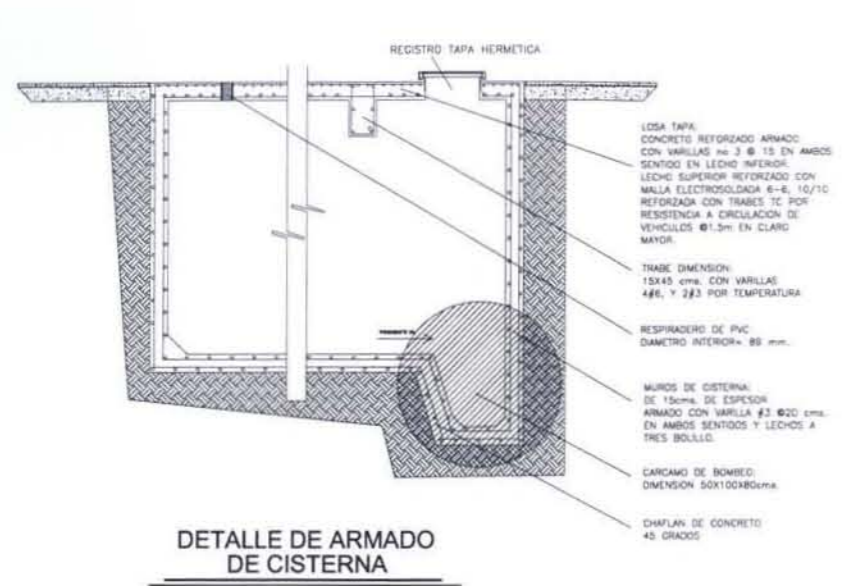 REGISTRO TAPA HERMETICA
LOSA TAPA:
CONCRETO REFORZADO ARMADO
CON VARILLAS no 3 @ 15 EN AMBOS
SENTIDO EN LECHO INFERIOR.
LECHO SUPERIOR REFORZADO CON
MALLA ELECTROSOLDADA 6-6, 10/10
REFORZADA CON TRABES TC POR
RESISTENCIA A CIRCULACION DE
VEHICULOS @1.5m EN CLARO
MAYOR.
TRABE DIMENSION:
15X45 cms. CON VARILLAS
4#6, Y 2#3 POR TEMPERATURA
RESPIRADERO DE PVC
DIAMETRO INTERIOR= 89 mm.
MUROS DE CISTERNA:
DE 15cms. DE ESPESOR
ARMADO CON VARILLA #3 @20 cms.
EN AMBOS SENTIDOS Y LECHOS A
TRES BOLILLO.
CARCAMO DE BOMBEO:
DIMENSION 50X100X80cms.
CHAFLAN DE CONCRETO
45 GRADOS
DETALLE DE ARMADO
DE CISTERNA